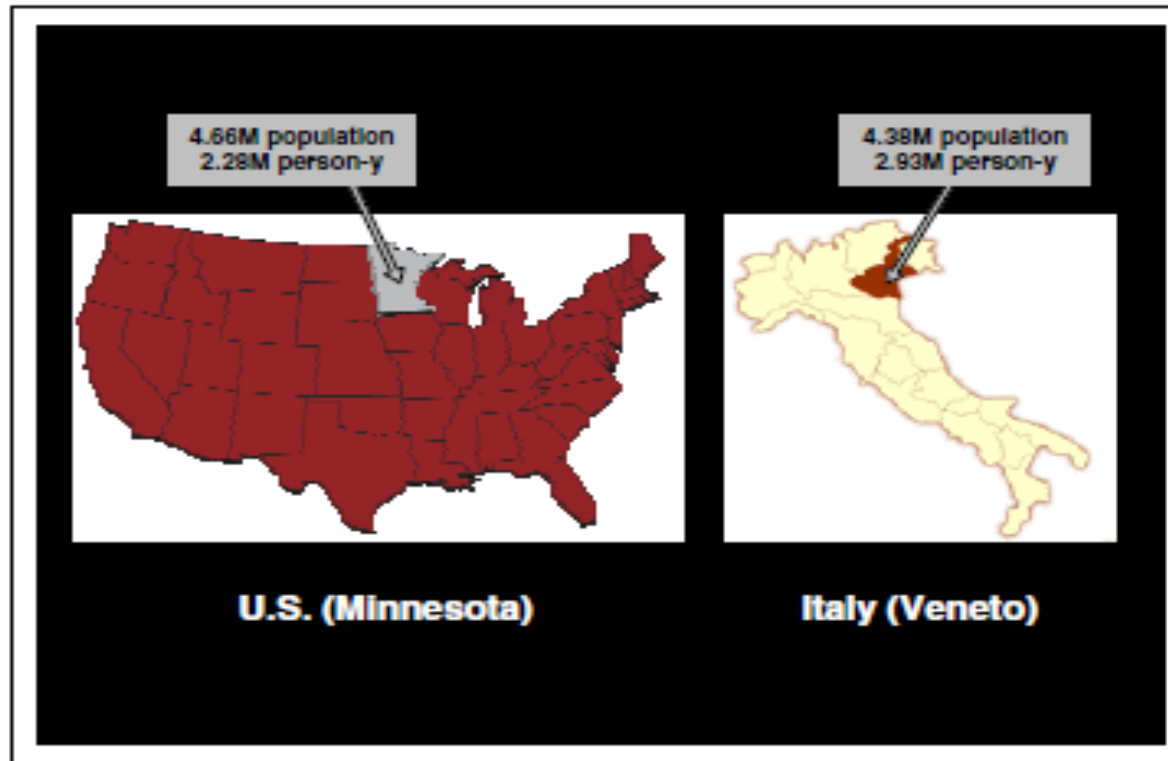 4.66M population
2.28M person-y
4.38M population
2.93M person-y
U.S. (Minnesota)
Italy (Veneto)